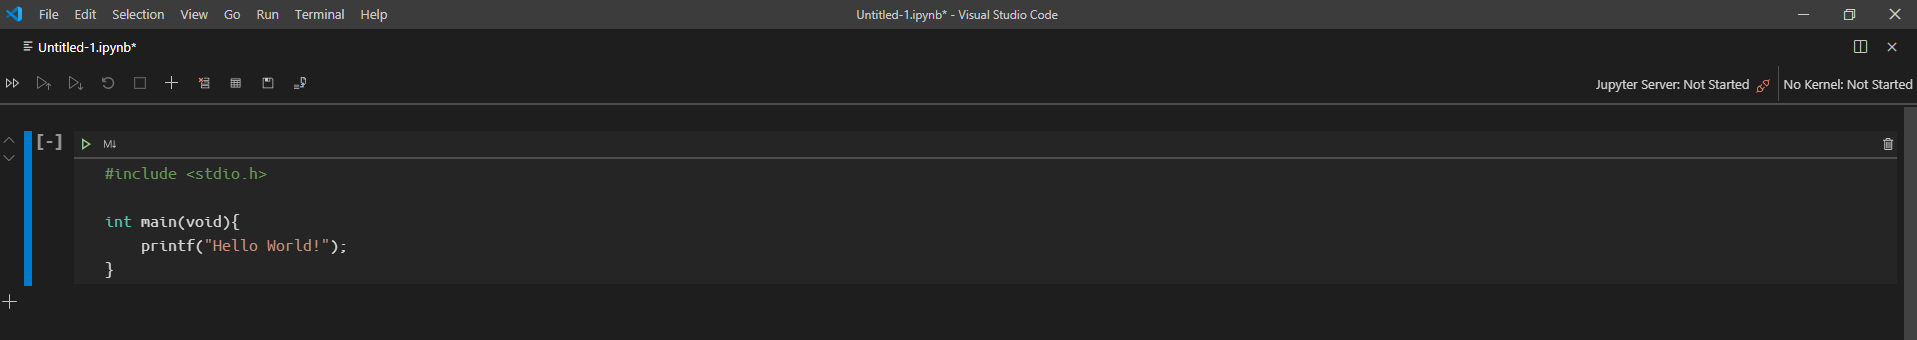 File Edit Selection View Go Run Terminal Help Untitled-1.ipynb* - Visual Studio Code
Untitled-1.ipynb*
Jupyter Server: Not Started No Kernel: Not Started
[-] M↓
#include <stdio.h>
int main(void){
printf("Hello World!");
}